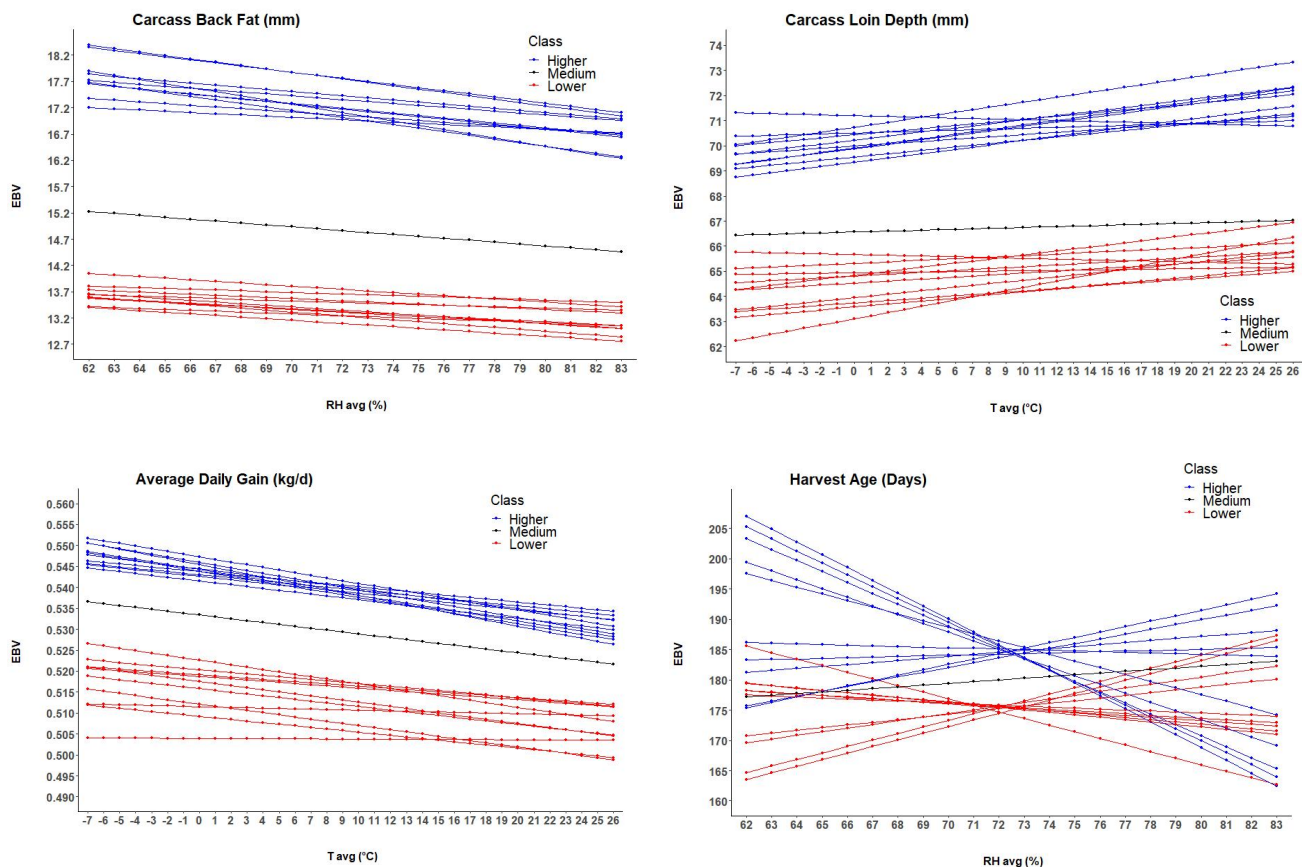 Carcass Back Fat (mm)
Class
Higher
Medium
Lower
EBV
18.2
17.7
17.2
16.7
16.2
15.7
15.2
14.7
14.2
13.7
13.2
12.7
62 63 64 65 66 67 68 69 70 71 72 73 74 75 76 77 78 79 80 81 82 83
RH avg (%)
Carcass Loin Depth (mm)
EBV
74
73
72
71
70
69
68
67
66
65
64
63
62
Class
Higher
Medium
Lower
-7 -6 -5 -4 -3 -2 -1 0 1 2 3 4 5 6 7 8 9 10 11 13 14 15 16 17 19 20 22 25 26
T avg (°C)
Average Daily Gain (kg/d)
Class
Higher
Medium
Lower
EBV
0.560
0.555
0.550
0.545
0.540
0.535
0.530
0.525
0.520
0.515
0.510
0.505
0.500
0.495
0.490
-7 -6 -5 -4 -3 -2 -1 0 1 2 3 4 5 6 7 8 9 10 11 13 14 15 16 17 19 20 22 25 26
T avg (°C)
Harvest Age (Days)
Class
Higher
Medium
Lower
EBV
205
200
195
190
185
180
175
170
165
160
62 63 64 65 66 67 68 69 70 71 72 73 74 75 76 77 78 79 80 81 82 83
RH avg (%)